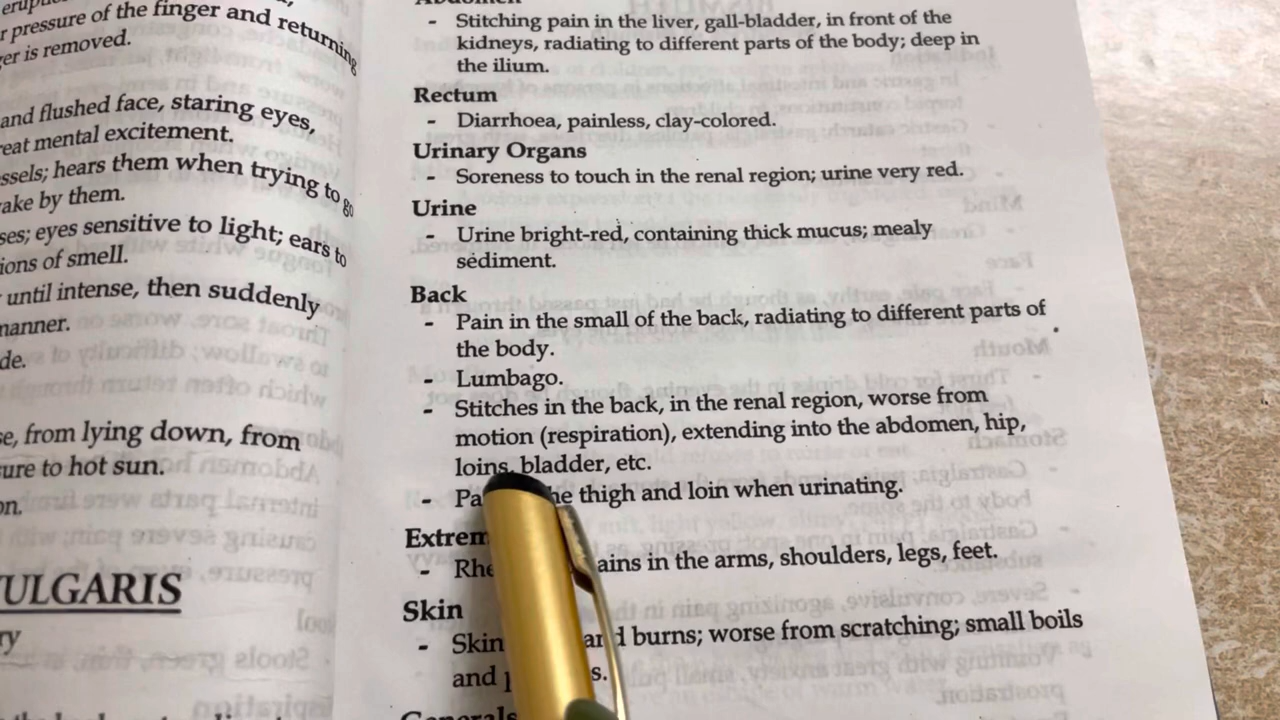 r pressure of the finger and returning
er is removed.
and flushed face, staring eyes,
eat mental excitement.
ssels; hears them when trying to go
ake by them.
ses; eyes sensitive to light; ears to
ions of smell.
until intense, then suddenly
manner.
de.
se, from lying down, from
sure to hot sun.
on.
ULGARIS
ry
- Stitching pain in the liver, gall-bladder, in front of the
kidneys, radiating to different parts of the body; deep in
the ilium.
Rectum
- Diarrhoea, painless, clay-colored.
Urinary Organs
- Soreness to touch in the renal region; urine very red.
Urine
- Urine bright-red, containing thick mucus; mealy
sediment.
Back
- Pain in the small of the back, radiating to different parts of
the body.
- Lumbago.
- Stitches in the back, in the renal region, worse from
motion (respiration), extending into the abdomen, hip,
loins, bladder, etc.
- Pa he thigh and loin when urinating.
Extrem
- Rhe ains in the arms, shoulders, legs, feet.
Skin
- Skin and burns; worse from scratching; small boils
and s.
Generals